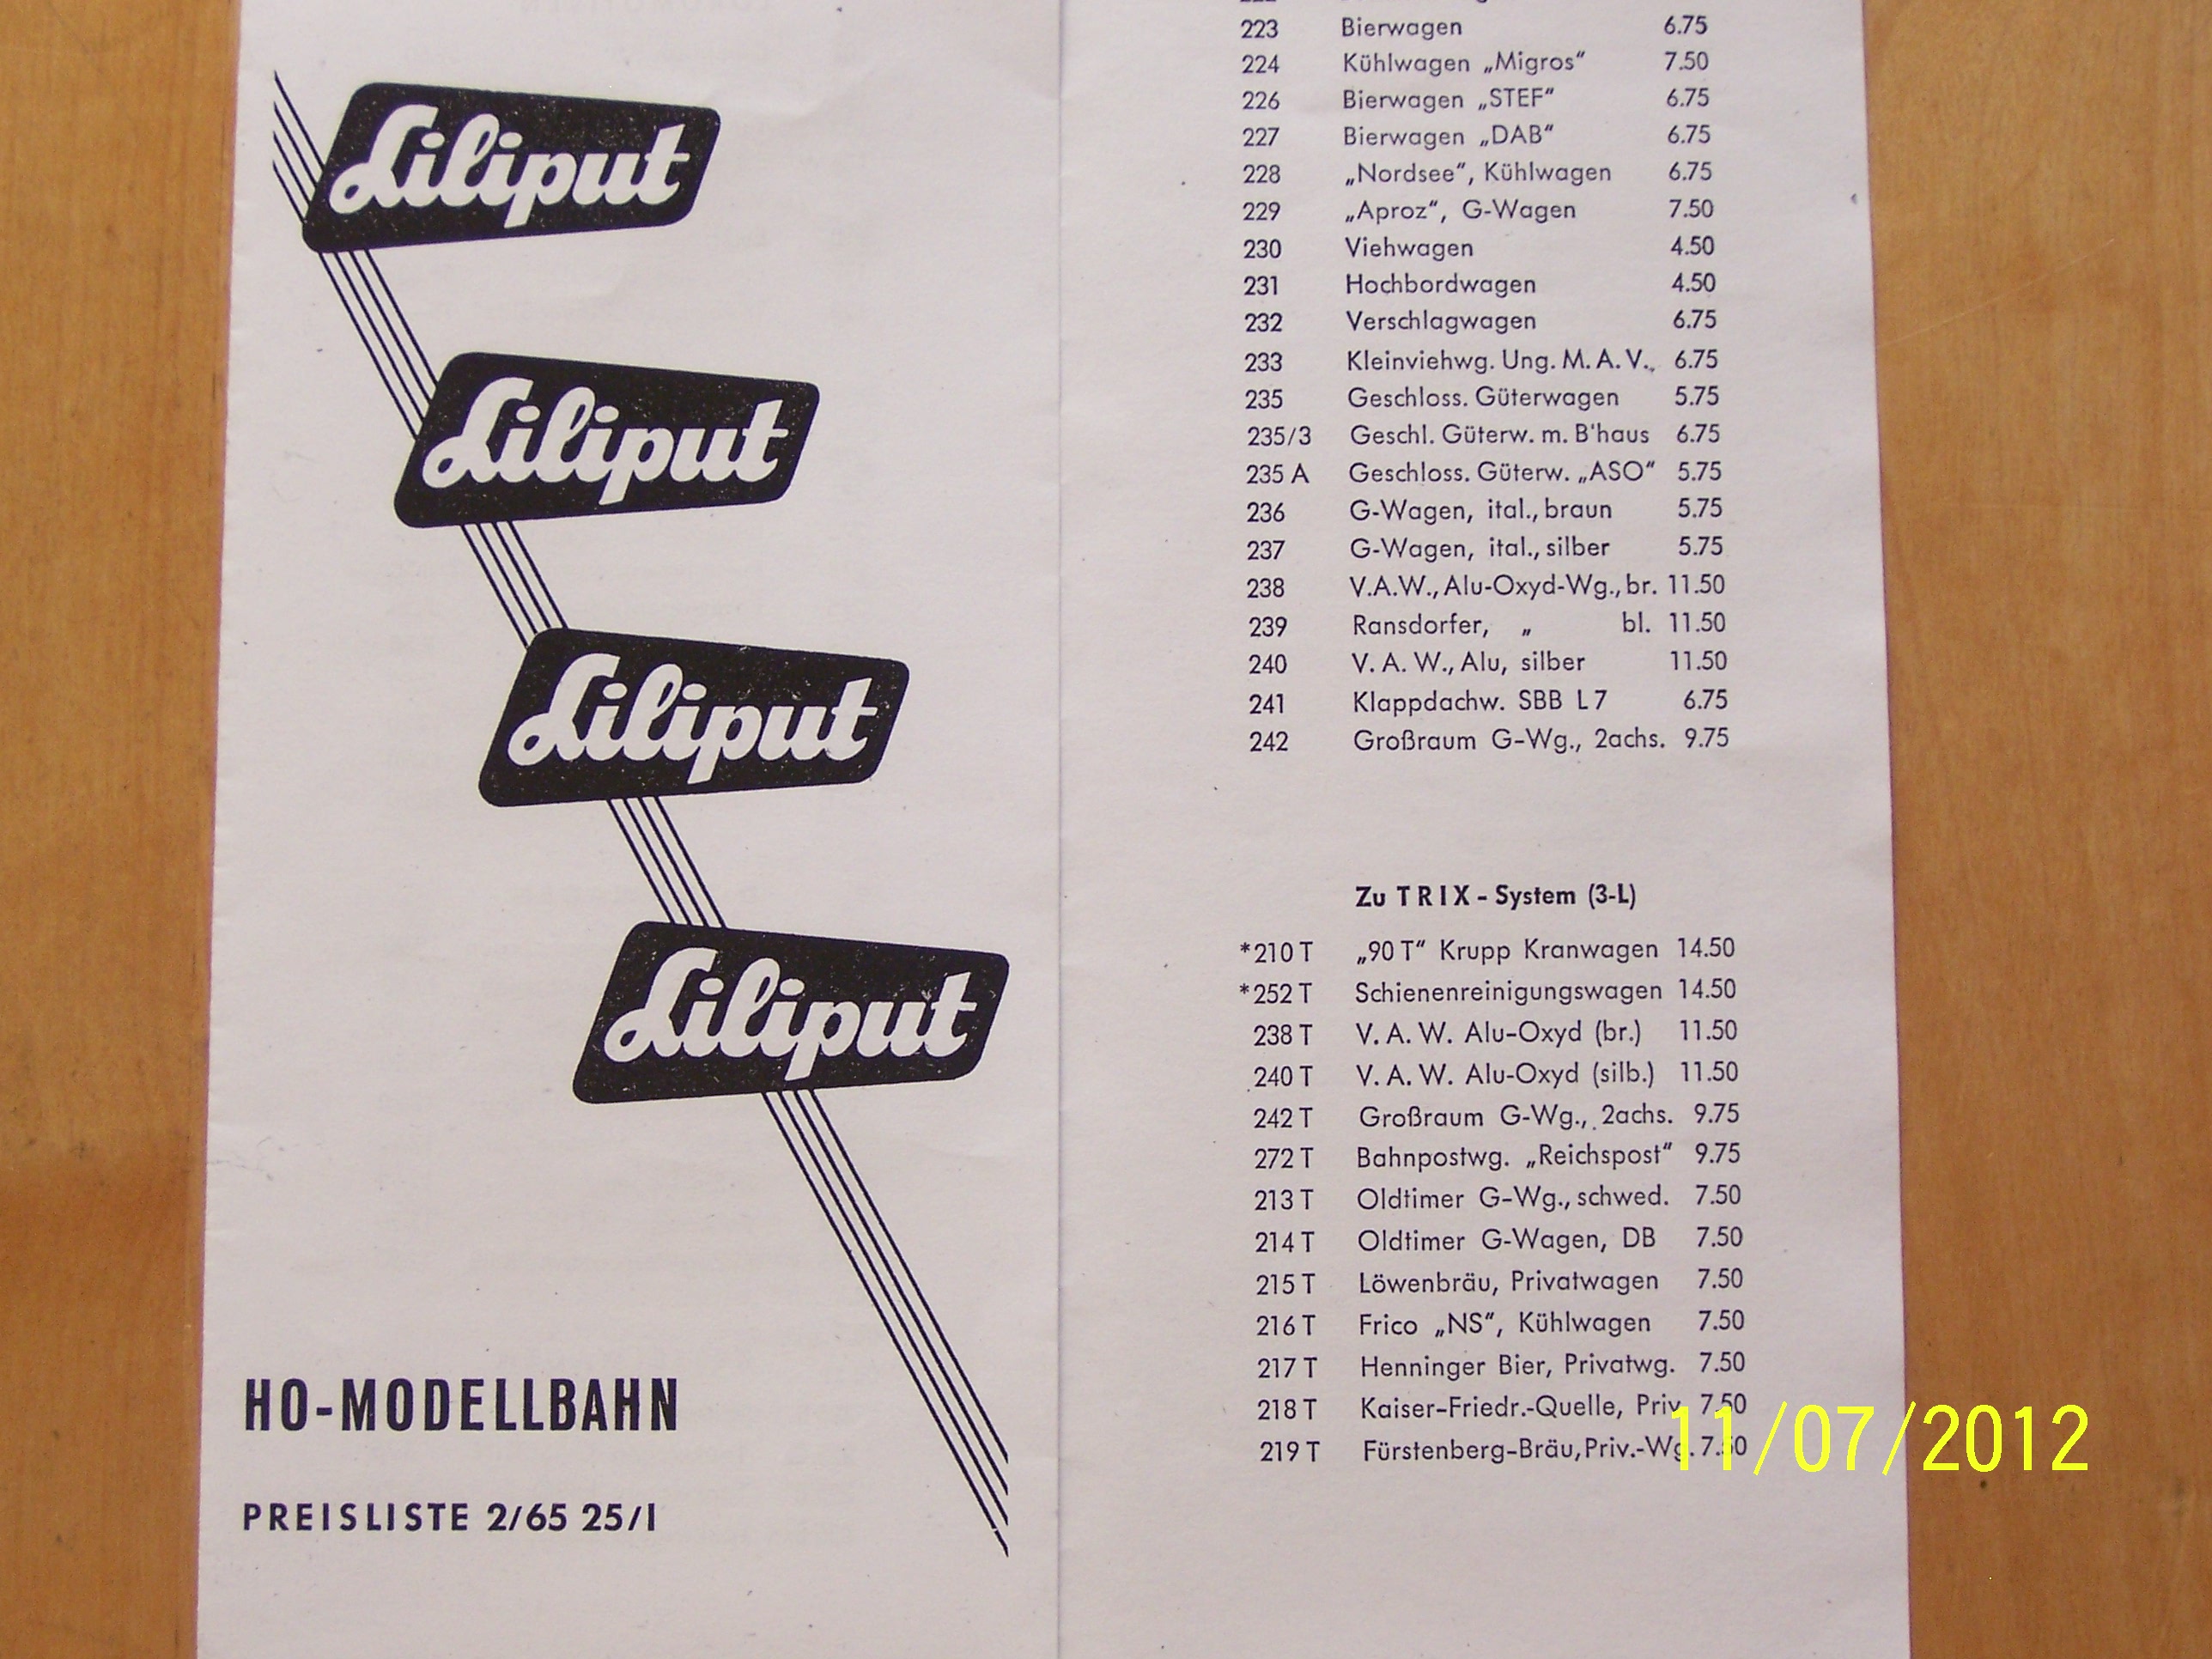 Liliput
Liliput
Liliput
Liliput
HO-MODELLBAHN
PREISLISTE 2/65 25/I
223 Bierwagen 6.75
224 Kühlwagen „Migros“ 7.50
226 Bierwagen „STEF“ 6.75
227 Bierwagen „DAB“ 6.75
228 „Nordsee“, Kühlwagen 6.75
229 „Aproz“, G-Wagen 7.50
230 Viehwagen 4.50
231 Hochbordwagen 4.50
232 Verschlagwagen 6.75
233 Kleinviehwg. Ung. M.A.V., 6.75
235 Geschloss. Güterwagen 5.75
235/3 Geschl. Güterw. m. B'haus 6.75
235 A Geschloss. Güterw. „ASO“ 5.75
236 G-Wagen, ital., braun 5.75
237 G-Wagen, ital., silber 5.75
238 V.A.W., Alu-Oxyd-Wg., br. 11.50
239 Ransdorfer, „ bl. 11.50
240 V. A. W., Alu, silber 11.50
241 Klappdachw. SBB L7 6.75
242 Großraum G-Wg., 2achs. 9.75
Zu TRIX - System (3-L)
*210 T „90 T“ Krupp Kranwagen 14.50
*252 T Schienenreinigungswagen 14.50
238 T V. A. W. Alu-Oxyd (br.) 11.50
240 T V. A. W. Alu-Oxyd (silb.) 11.50
242 T Großraum G-Wg., 2achs. 9.75
272 T Bahnpostwg. „Reichspost“ 9.75
213 T Oldtimer G-Wg., schwed. 7.50
214 T Oldtimer G-Wagen, DB 7.50
215 T Löwenbräu, Privatwagen 7.50
216 T Frico „NS“, Kühlwagen 7.50
217 T Henninger Bier, Privatwg. 7.50
218 T Kaiser-Friedr.-Quelle, Priv. 7.50
219 T Fürstenberg-Bräu, Priv.-Wg. 7.50
11/07/2012